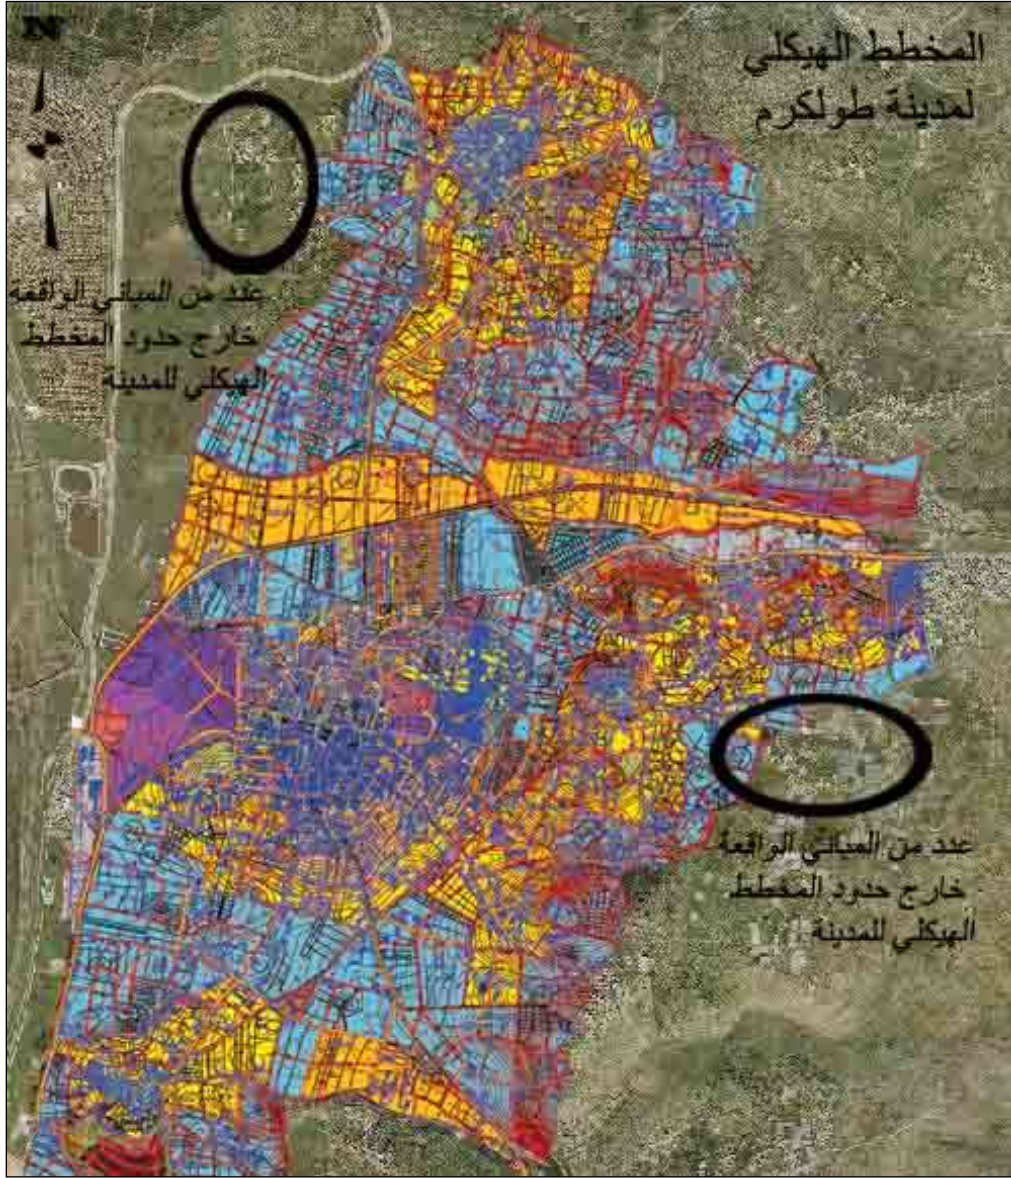 N
المخطط الهيكلي
لمدينة طولكرم
عدد من المباني الواقعة
خارج حدود المخطط
الهيكلي للمدينة
عدد من المباني الواقعة
خارج حدود المخطط
الهيكلي للمدينة